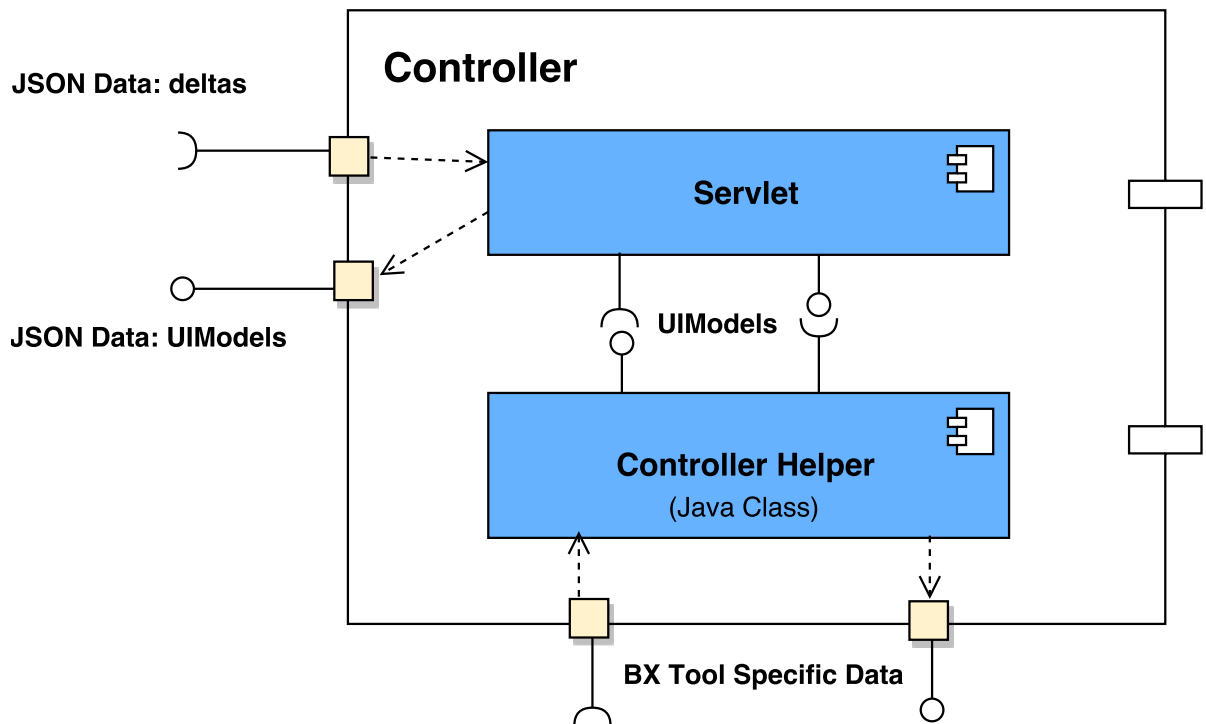 Controller
JSON Data: deltas
Servlet
UIModels
JSON Data: UIModels
Controller Helper
(Java Class)
BX Tool Specific Data